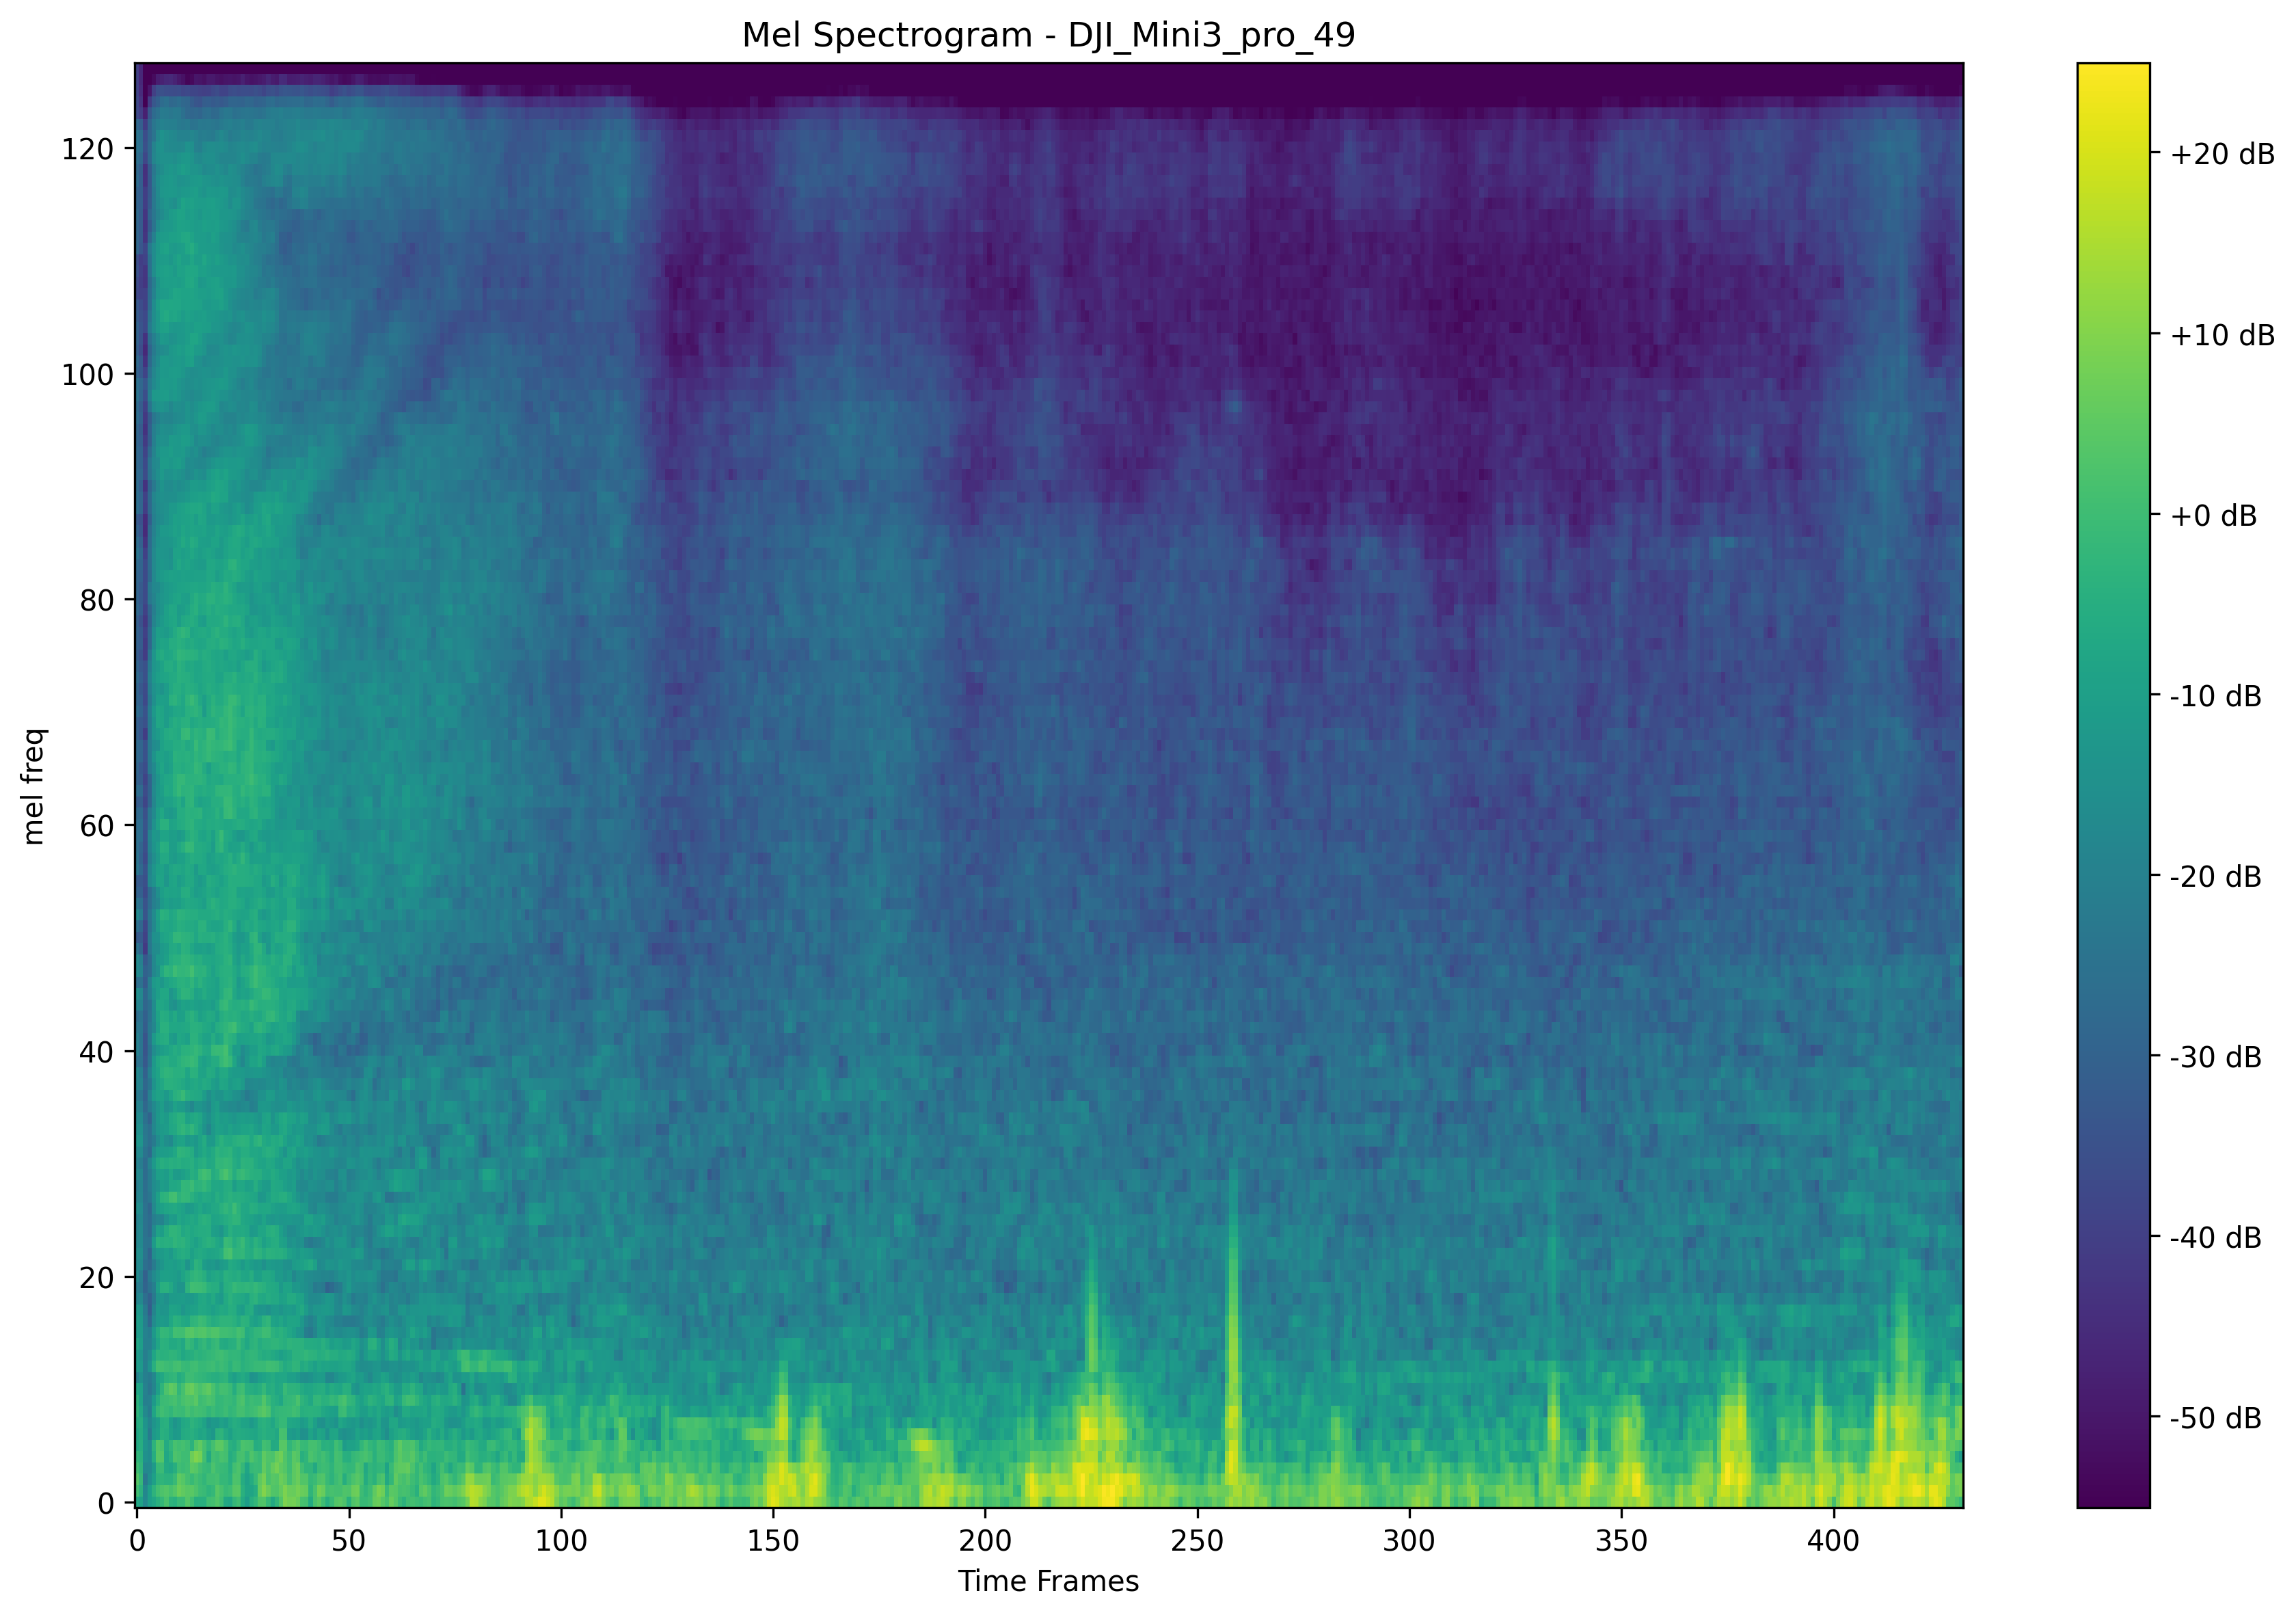 Mel Spectrogram - DJI_Mini3_pro_49
120
100
80
60
40
20
0
mel freq
0 50 100 150 200 250 300 350 400
Time Frames
+20 dB
+10 dB
+0 dB
-10 dB
-20 dB
-30 dB
-40 dB
-50 dB